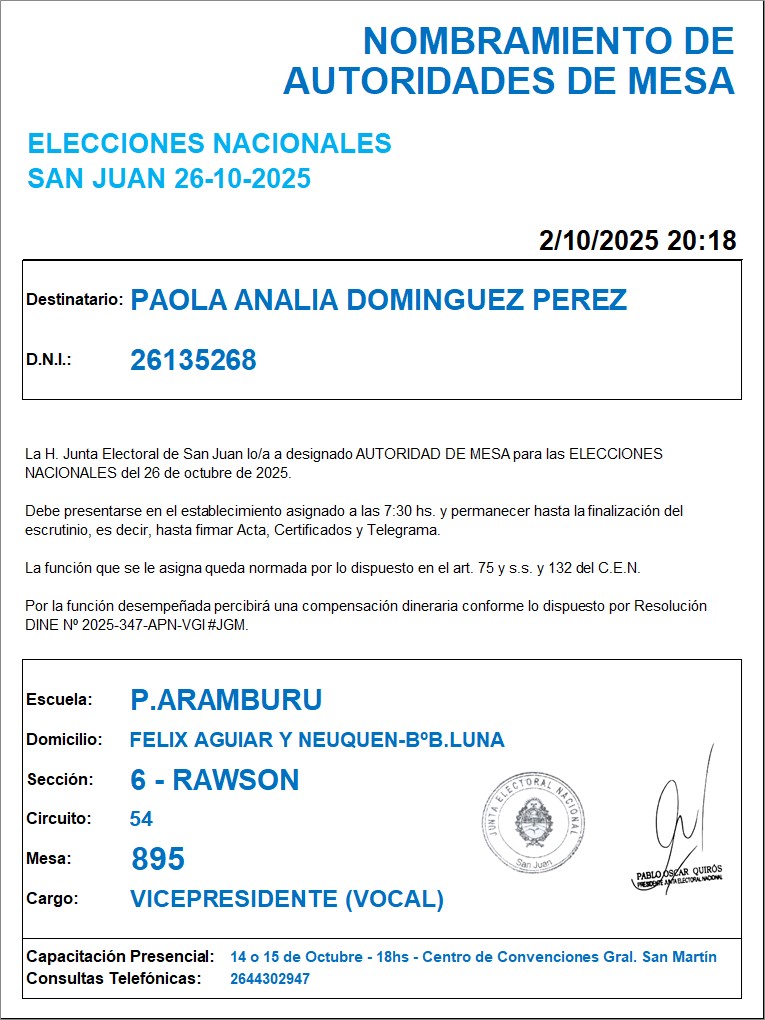 NOMBRAMIENTO DE
AUTORIDADES DE MESA
ELECCIONES NACIONALES
SAN JUAN 26-10-2025
2/10/2025 20:18
Destinatario: PAOLA ANALIA DOMINGUEZ PEREZ
D.N.I.: 26135268
La H. Junta Electoral de San Juan lo/a a designado AUTORIDAD DE MESA para las ELECCIONES
NACIONALES del 26 de octubre de 2025.
Debe presentarse en el establecimiento asignado a las 7:30 hs. y permanecer hasta la finalización del
escrutinio, es decir, hasta firmar Acta, Certificados y Telegrama.
La función que se le asigna queda normada por lo dispuesto en el art. 75 y s.s. y 132 del C.E.N.
Por la función desempeñada percibirá una compensación dineraria conforme lo dispuesto por Resolución
DINE Nº 2025-347-APN-VGI#JGM.
Escuela: P.ARAMBURU
Domicilio: FELIX AGUIAR Y NEUQUEN-BºB.LUNA
Sección: 6 - RAWSON
Circuito: 54
Mesa: 895
Cargo: VICEPRESIDENTE (VOCAL)
JUNTA ELECTORAL NACIONAL
San Juan
PABLO OSCAR QUIRÓS
PRESIDENTE JUNTA ELECTORAL NACIONAL
Capacitación Presencial: 14 o 15 de Octubre - 18hs - Centro de Convenciones Gral. San Martín
Consultas Telefónicas: 2644302947